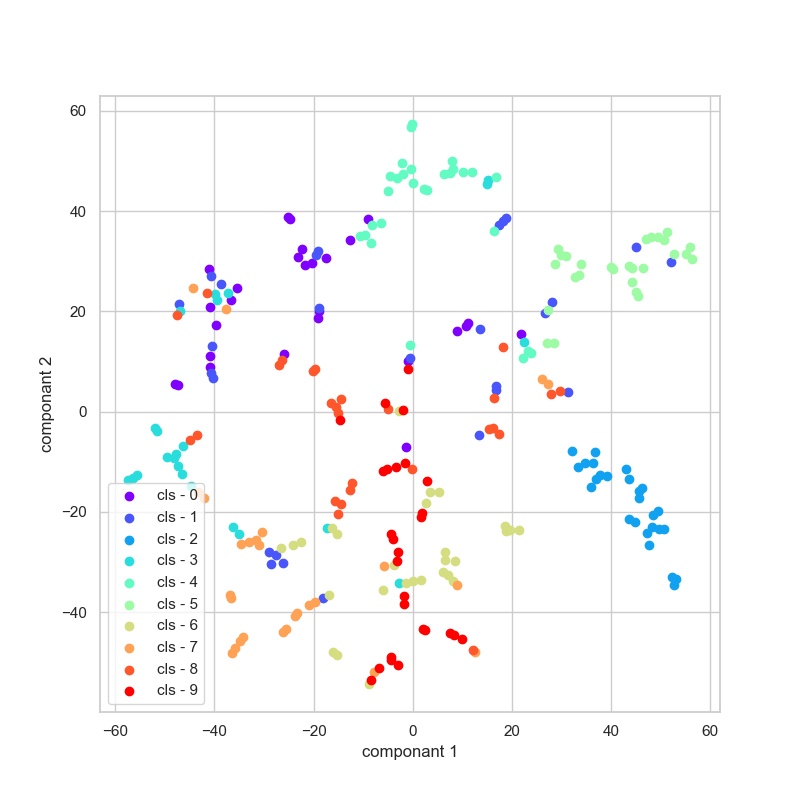 60
40
20
0
−20
−40
componant 2
cls - 0
cls - 1
cls - 2
cls - 3
cls - 4
cls - 5
cls - 6
cls - 7
cls - 8
cls - 9
−60 −40 −20 0 20 40 60
componant 1